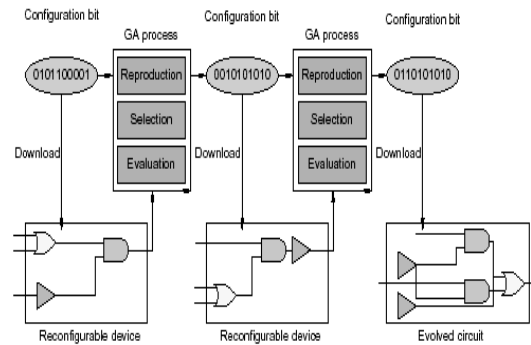 Configuration bit
GA process
Configuration bit
GA process
Configuration bit
0101100001
Reproduction
0010101010
Reproduction
0110101010
Selection
Selection
Download
Evaluation
Download
Evaluation
Download
Reconfigurable device
Reconfigurable device
Evolved circuit